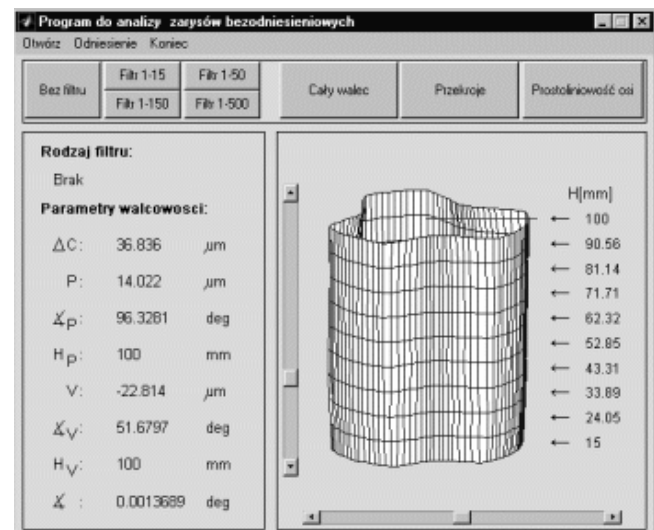 Program do analizy zarysów bezodniesieniowych
Otwórz Odniesienie Koniec
Bez filtru
Filtr 1-15
Filtr 1-50
Filtr 1-150
Filtr 1-500
Cały walec
Przekroje
Prostoliniowość osi
Rodzaj filtru:
Brak
Parametry walcowosci:
ΔC: 36.836 µm
P: 14.022 µm
∡P: 96.3281 deg
HP: 100 mm
V: -22.814 µm
∡V: 51.6797 deg
HV: 100 mm
∡ : 0.0013689 deg
H[mm]
← 100
← 90.56
← 81.14
← 71.71
← 62.32
← 52.85
← 43.31
← 33.89
← 24.05
← 15